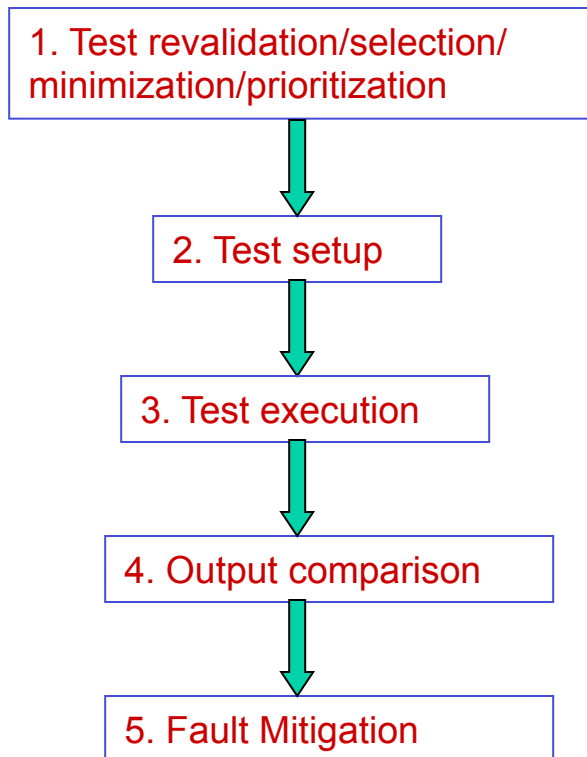 1. Test revalidation/selection/
minimization/prioritization
2. Test setup
3. Test execution
4. Output comparison
5. Fault Mitigation